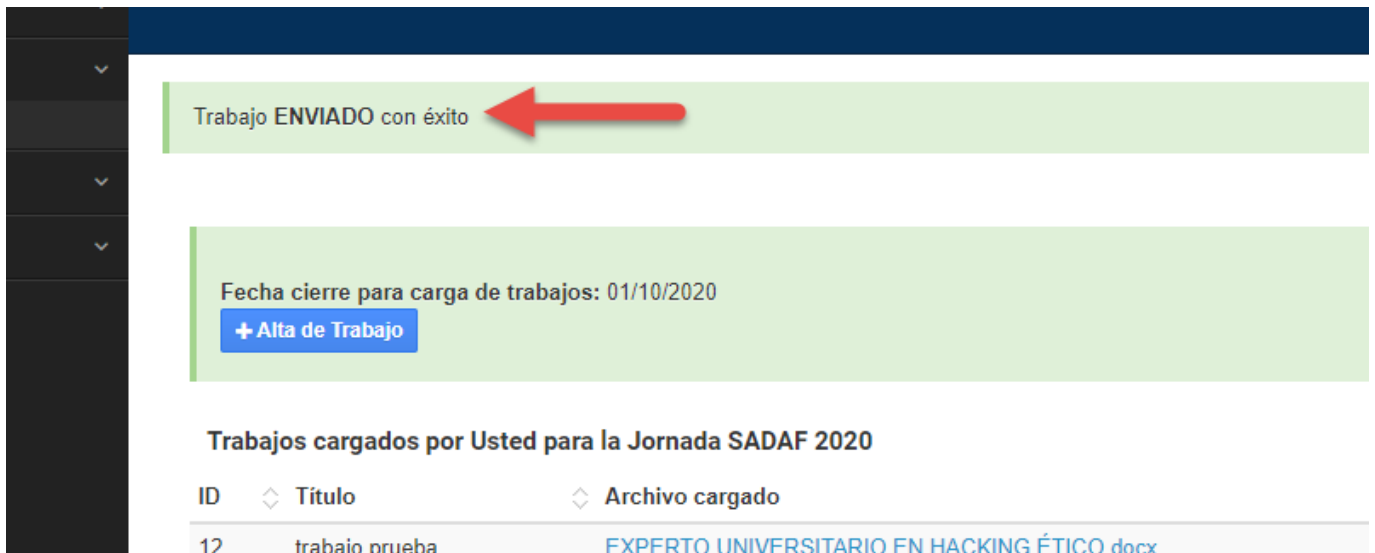 Trabajo ENVIADO con éxito
Fecha cierre para carga de trabajos: 01/10/2020
+ Alta de Trabajo
Trabajos cargados por Usted para la Jornada SADAF 2020
ID Título Archivo cargado
12 trabajo prueba EXPERTO UNIVERSITARIO EN HACKING ÉTICO.docx